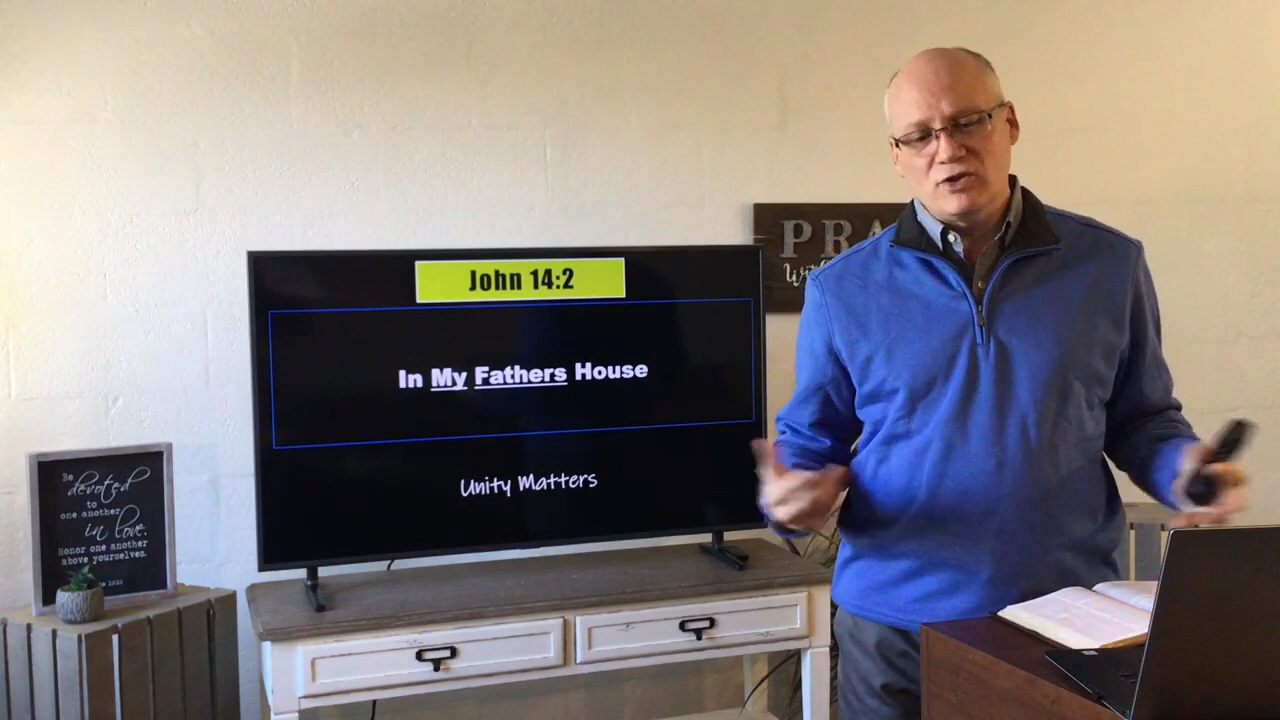 John 14:2
In My Fathers House
Unity Matters
PRA
Be
devoted
to
one another
in love.
Honor one another
above yourselves.